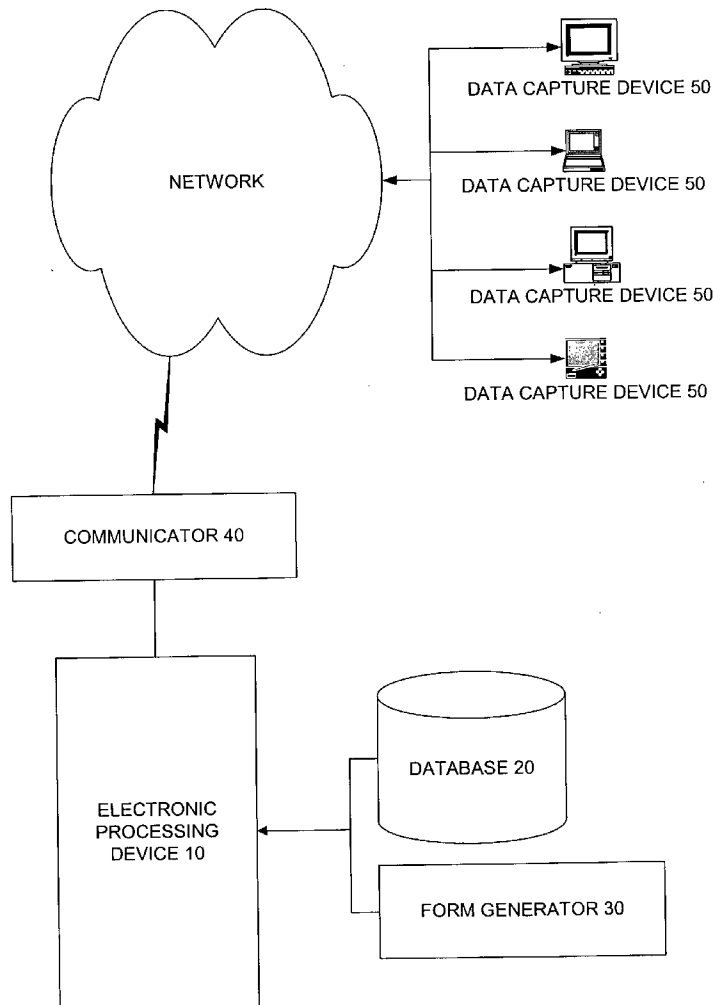 DATA CAPTURE DEVICE 50
NETWORK
DATA CAPTURE DEVICE 50
DATA CAPTURE DEVICE 50
DATA CAPTURE DEVICE 50
COMMUNICATOR 40
DATABASE 20
ELECTRONIC
PROCESSING
DEVICE 10
FORM GENERATOR 30